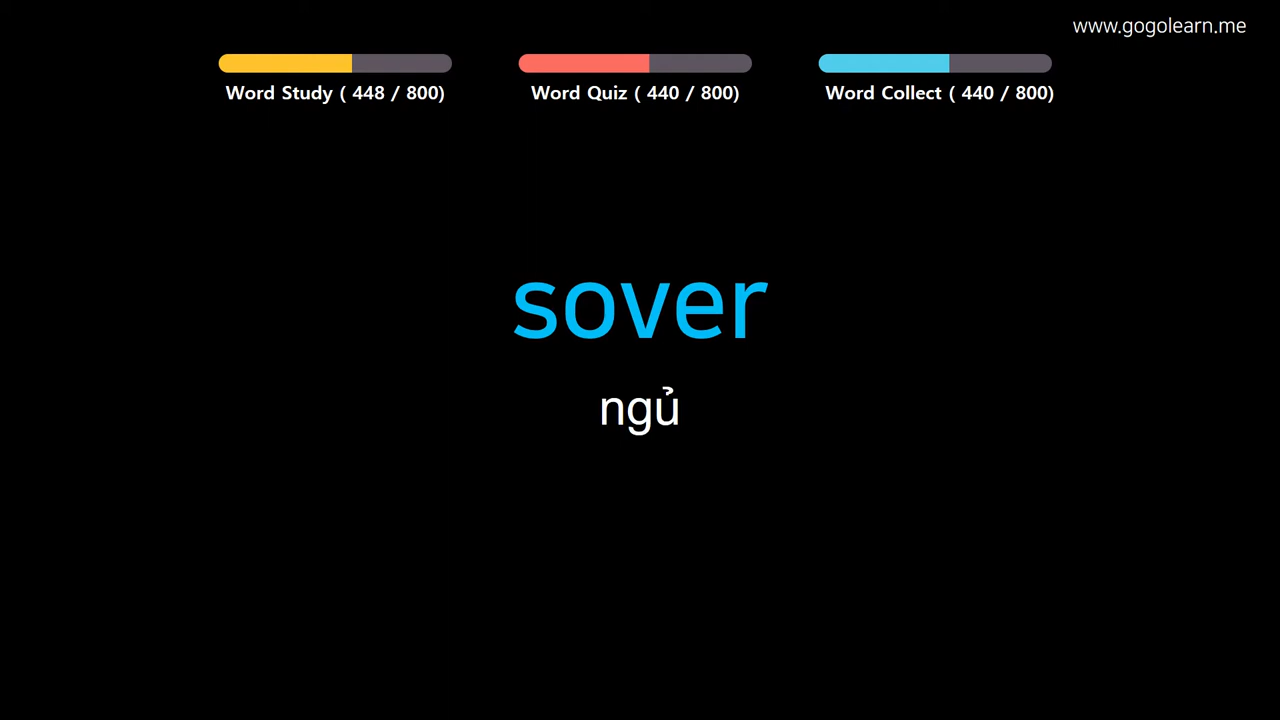 www.gogolearn.me
Word Study ( 448 / 800)
Word Quiz ( 440 / 800)
Word Collect ( 440 / 800)
sover
ngủ